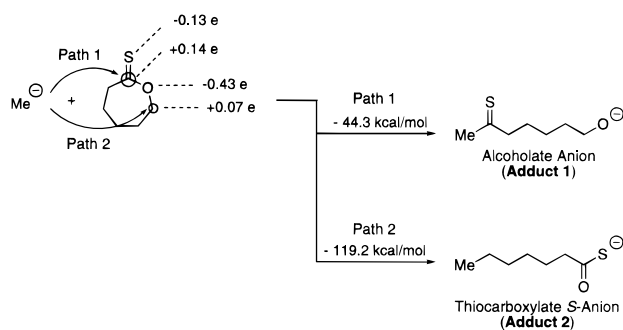 -0.13 e
S
+0.14 e
Path 1
O
-0.43 e
Me ⊖
+
+0.07 e
Path 2
Path 1
- 44.3 kcal/mol
S
Me
O ⊖
Alcoholate Anion
(Adduct 1)
Path 2
- 119.2 kcal/mol
Me
S ⊖
O
Thiocarboxylate S-Anion
(Adduct 2)